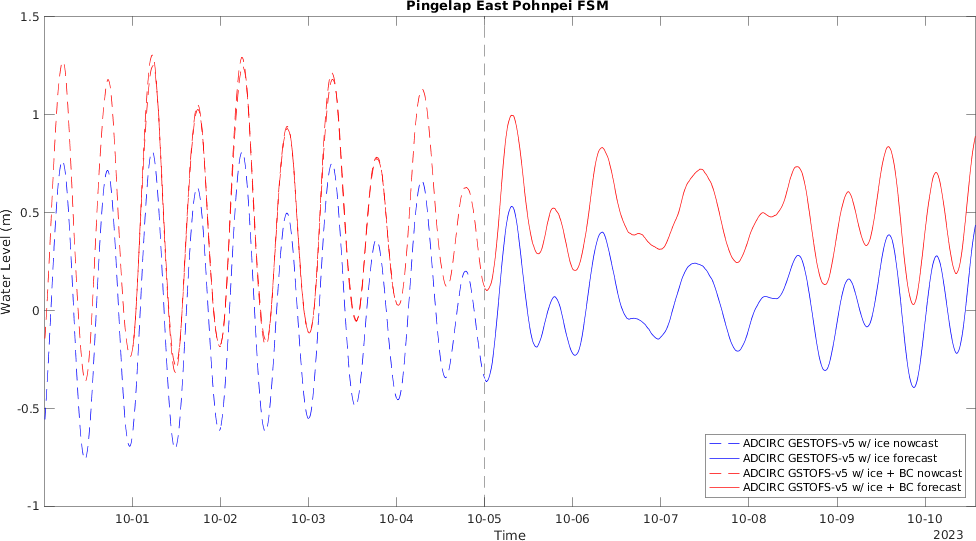 Pingelap East Pohnpei FSM
1.5
1
0.5
0
-0.5
-1
Water Level (m)
10-01 10-02 10-03 10-04 10-05 10-06 10-07 10-08 10-09 10-10
Time
2023
ADCIRC GESTOFS-v5 w/ ice nowcast
ADCIRC GESTOFS-v5 w/ ice forecast
ADCIRC GSTOFS-v5 w/ ice + BC nowcast
ADCIRC GSTOFS-v5 w/ ice + BC forecast